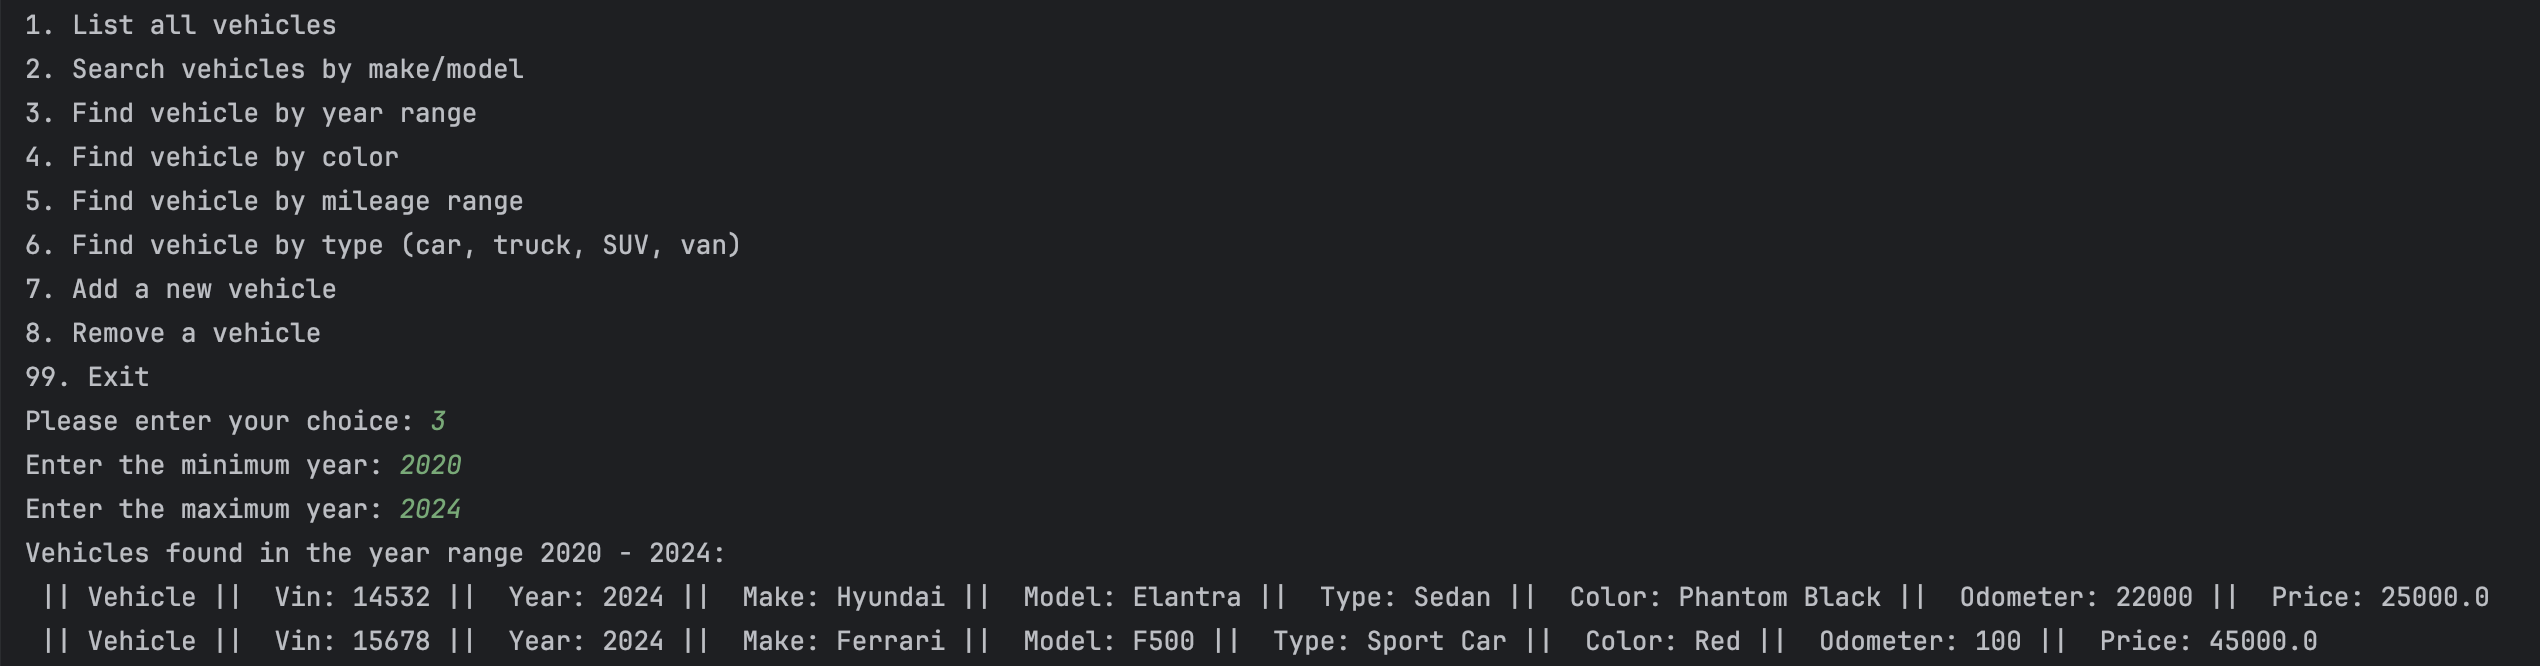 1. List all vehicles
2. Search vehicles by make/model
3. Find vehicle by year range
4. Find vehicle by color
5. Find vehicle by mileage range
6. Find vehicle by type (car, truck, SUV, van)
7. Add a new vehicle
8. Remove a vehicle
99. Exit
Please enter your choice: 3
Enter the minimum year: 2020
Enter the maximum year: 2024
Vehicles found in the year range 2020 - 2024:
 || Vehicle ||  Vin: 14532 ||  Year: 2024 ||  Make: Hyundai ||  Model: Elantra ||  Type: Sedan ||  Color: Phantom Black ||  Odometer: 22000 ||  Price: 25000.0
 || Vehicle ||  Vin: 15678 ||  Year: 2024 ||  Make: Ferrari ||  Model: F500 ||  Type: Sport Car ||  Color: Red ||  Odometer: 100 ||  Price: 45000.0